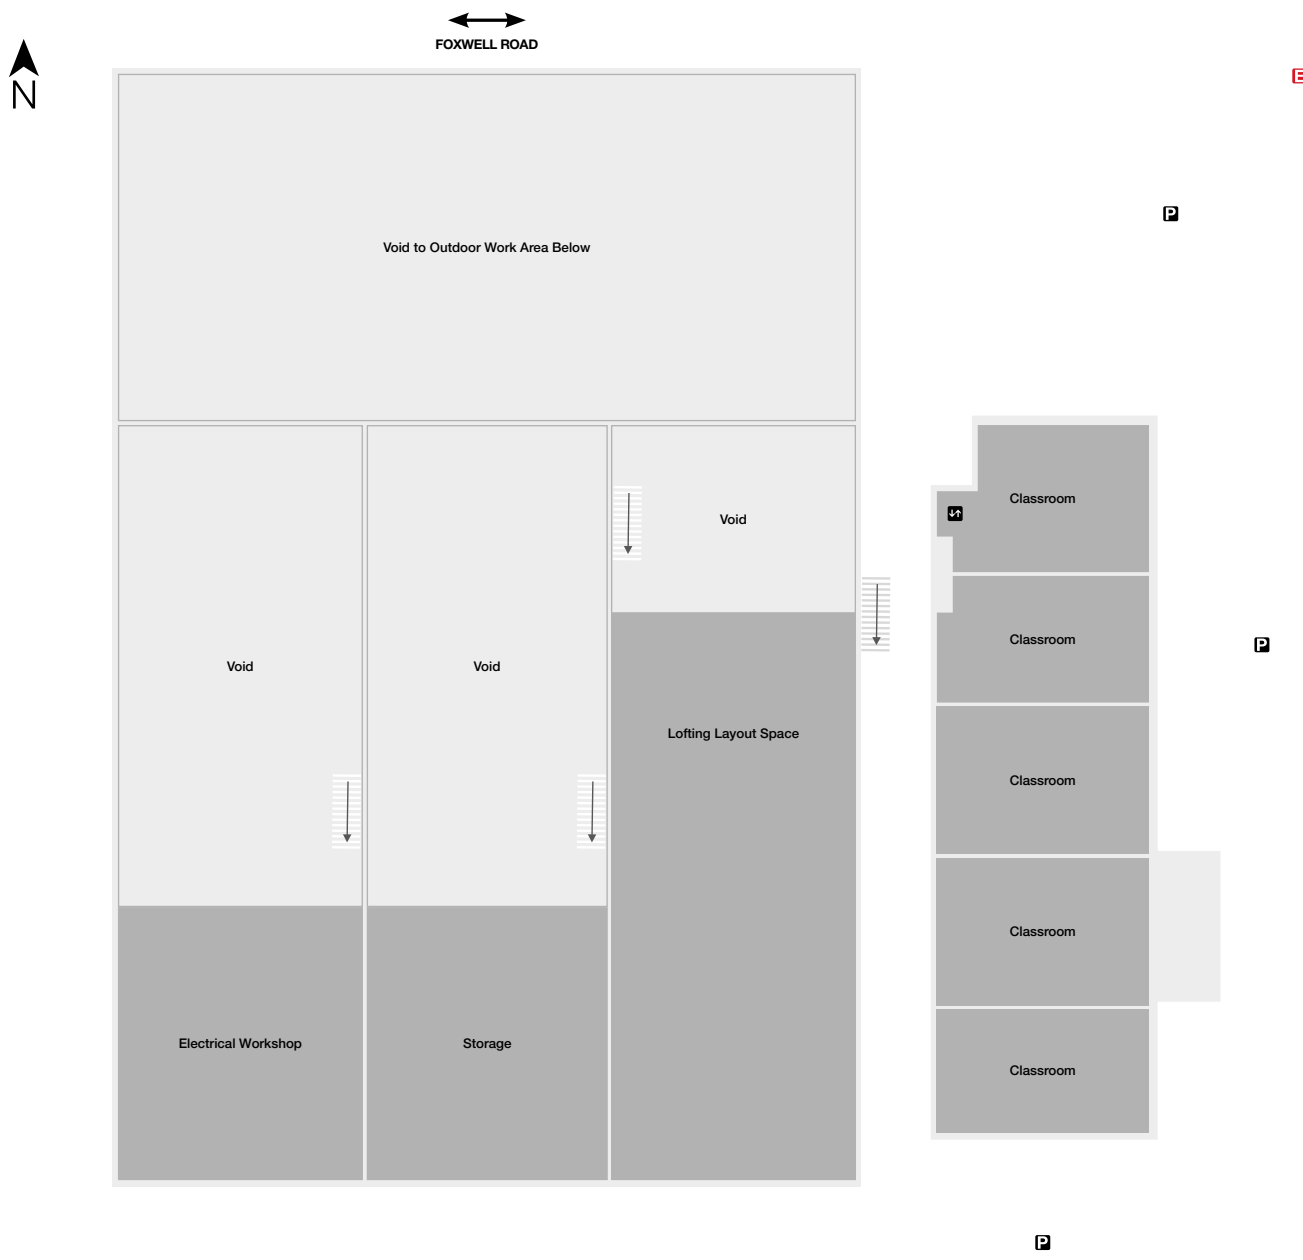 FOXWELL ROAD
N
P
Void to Outdoor Work Area Below
Classroom
Void
Classroom
P
Void
Void
Lofting Layout Space
Classroom
Classroom
Electrical Workshop
Storage
Classroom
P